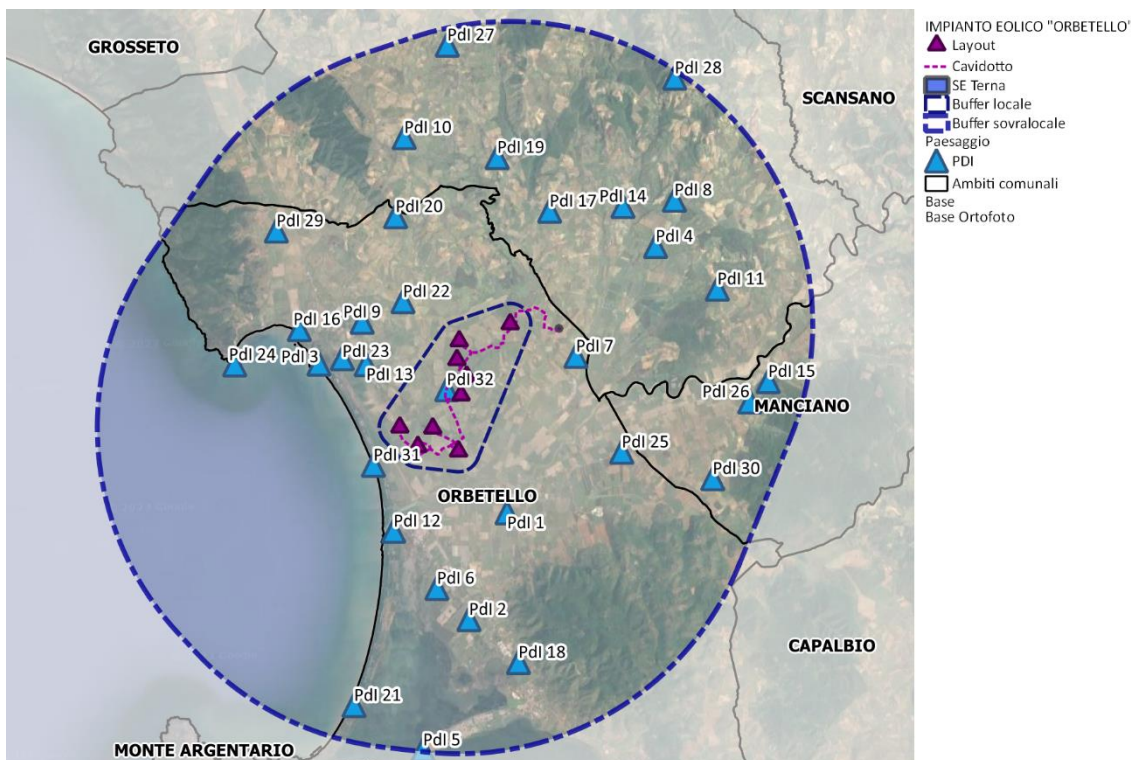 GROSSETO
PdI 27
PdI 28
SCANSANO
PdI 10
PdI 19
PdI 17
PdI 14
PdI 8
PdI 20
PdI 29
PdI 4
PdI 11
PdI 22
PdI 9
PdI 16
PdI 24
PdI 3
PdI 23
PdI 13
PdI 32
PdI 7
PdI 15
PdI 26
MANCIANO
PdI 25
PdI 31
PdI 30
ORBETELLO
PdI 1
PdI 12
PdI 6
PdI 2
PdI 18
CAPALBIO
PdI 21
PdI 5
MONTE ARGENTARIO
IMPIANTO EOLICO "ORBETELLO"
Layout
Cavidotto
SE Terna
Buffer locale
Buffer sovralocale
Paesaggio
PDI
Ambiti comunali
Base
Base Ortofoto